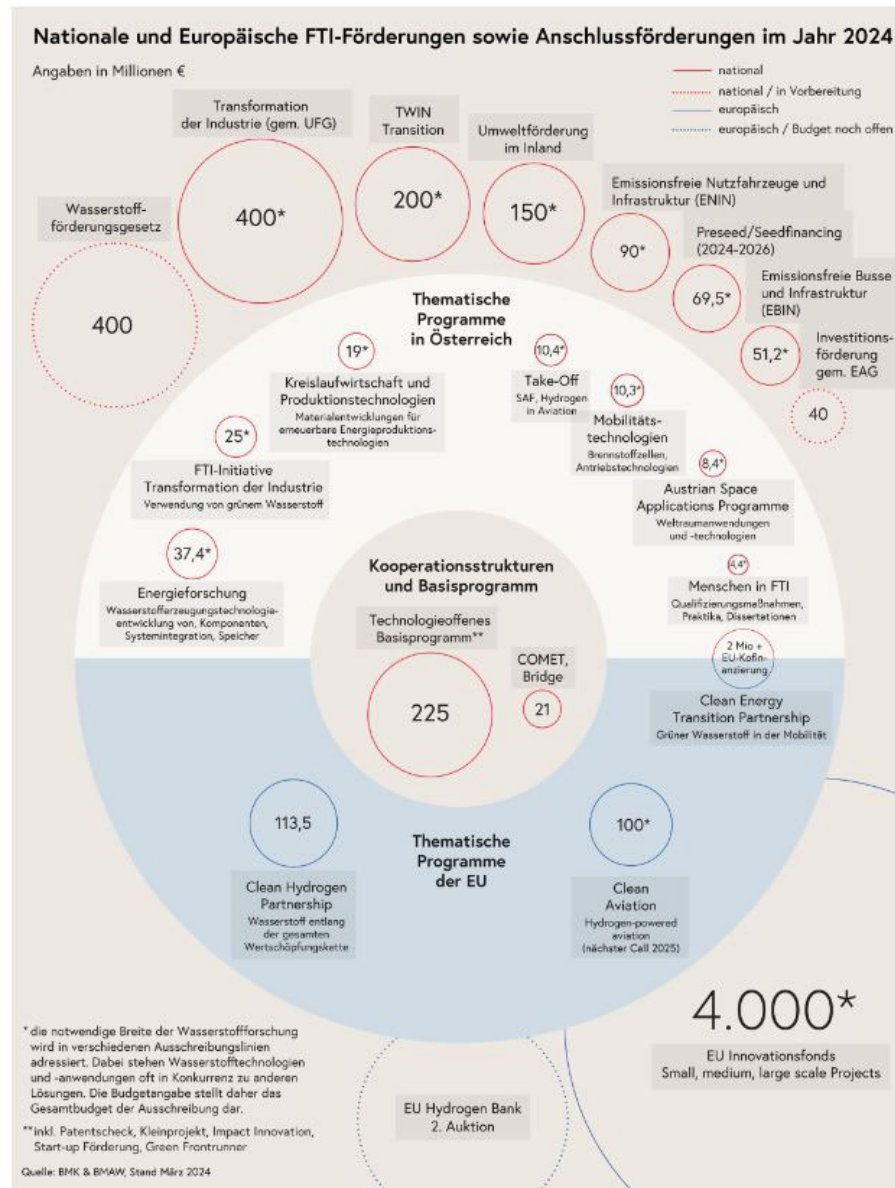 Nationale und Europäische FTI-Förderungen sowie Anschlussförderungen im Jahr 2024
Angaben in Millionen €
national
national / in Vorbereitung
europäisch
europäisch / Budget noch offen
Wasserstoff-
förderungsgesetz
400
Transformation
der Industrie (gem. UFG)
400*
TWIN
Transition
200*
Umweltförderung
im Inland
150*
Emissionsfreie Nutzfahrzeuge und
Infrastruktur (ENIN)
90*
Preseed/Seedfinancing
(2024-2026)
69,5*
Emissionsfreie Busse
und Infrastruktur
(EBIN)
51,2*
Investitions-
förderung
gem. EAG
40
Thematische
Programme
in Österreich
19*
Kreislaufwirtschaft und
Produktionstechnologien
Materialentwicklungen für
erneuerbare Energieproduktions-
technologien
10,4*
Take-Off
SAF, Hydrogen
in Aviation
10,3*
Mobilitäts-
technologien
Brennstoffzellen,
Antriebstechnologien
25*
FTI-Initiative
Transformation der Industrie
Verwendung von grünem Wasserstoff
8,4*
Austrian Space
Applications Programme
Weltraumanwendungen
und -technologien
37,4*
Energieforschung
Wasserstofferzeugungstechnologie-
entwicklung von, Komponenten,
Systemintegration, Speicher
4,4*
Menschen in FTI
Qualifizierungsmaßnahmen,
Praktika, Dissertationen
Kooperationsstrukturen
und Basisprogramm
Technologieoffenes
Basisprogramm**
225
COMET,
Bridge
21
2 Mio +
EU-Kofin-
anzierung
Clean Energy
Transition Partnership
Grüner Wasserstoff in der Mobilität
113,5
Clean Hydrogen
Partnership
Wasserstoff entlang
der gesamten
Wertschöpfungskette
Thematische
Programme
der EU
100*
Clean
Aviation
Hydrogen-powered
aviation
(nächster Call 2025)
4.000*
EU Innovationsfonds
Small, medium, large scale Projects
EU Hydrogen Bank
2. Auktion
* die notwendige Breite der Wasserstoffforschung
wird in verschiedenen Ausschreibungslinien
adressiert. Dabei stehen Wasserstofftechnologien
und -anwendungen oft in Konkurrenz zu anderen
Lösungen. Die Budgetangabe stellt daher das
Gesamtbudget der Ausschreibung dar.
** inkl. Patentscheck, Kleinprojekt, Impact Innovation,
Start-up Förderung, Green Frontrunner
Quelle: BMK & BMAW, Stand März 2024